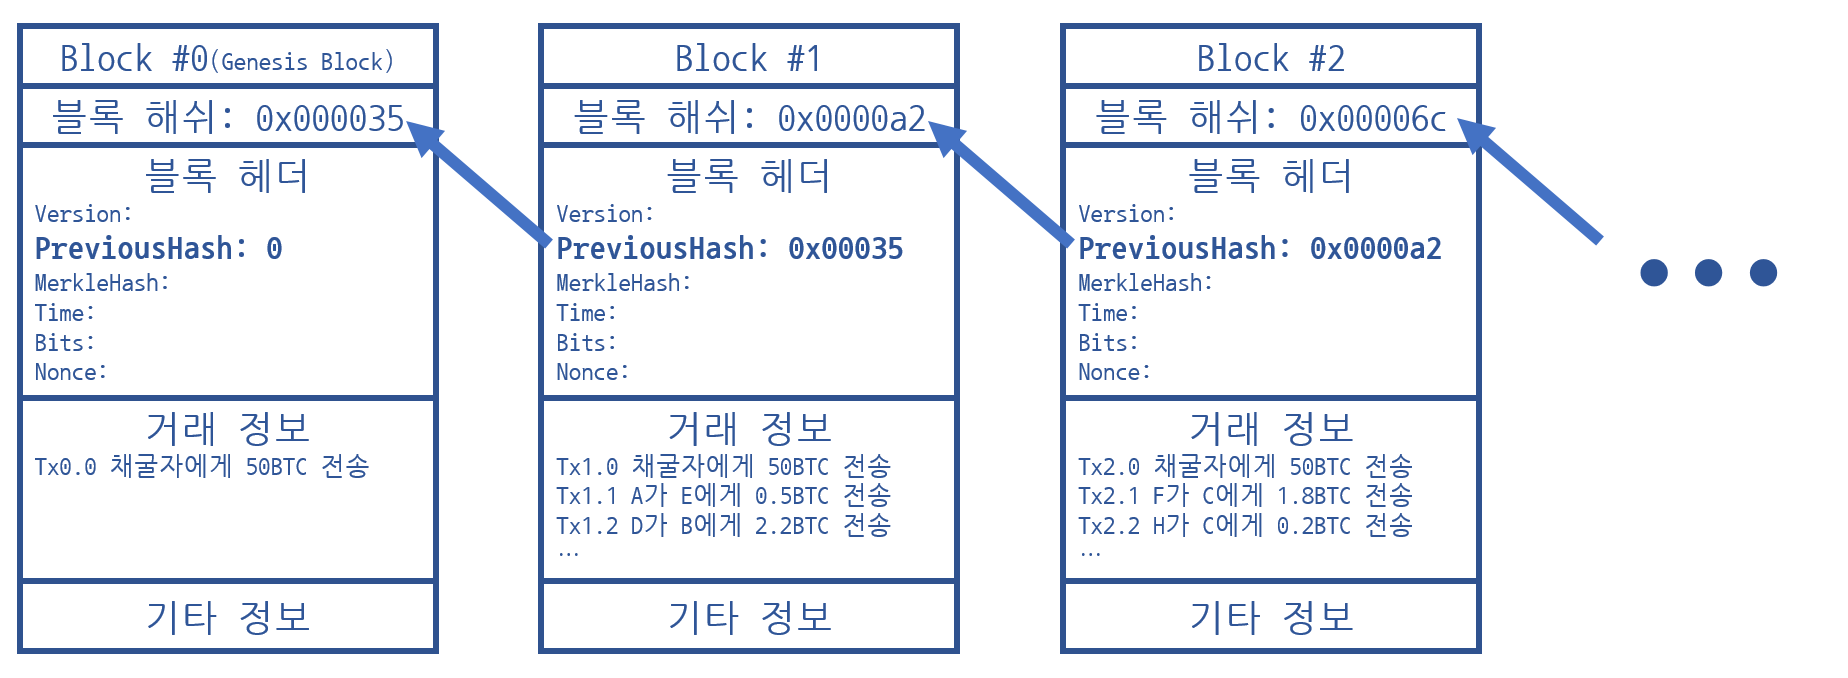 Block #0(Genesis Block)
블록 해쉬: 0x000035
블록 헤더
Version:
PreviousHash: 0
MerkleHash:
Time:
Bits:
Nonce:
거래 정보
Tx0.0 채굴자에게 50BTC 전송
기타 정보
Block #1
블록 해쉬: 0x0000a2
블록 헤더
Version:
PreviousHash: 0x00035
MerkleHash:
Time:
Bits:
Nonce:
거래 정보
Tx1.0 채굴자에게 50BTC 전송
Tx1.1 A가 E에게 0.5BTC 전송
Tx1.2 D가 B에게 2.2BTC 전송
…
기타 정보
Block #2
블록 해쉬: 0x00006c
블록 헤더
Version:
PreviousHash: 0x0000a2
MerkleHash:
Time:
Bits:
Nonce:
거래 정보
Tx2.0 채굴자에게 50BTC 전송
Tx2.1 F가 C에게 1.8BTC 전송
Tx2.2 H가 C에게 0.2BTC 전송
…
기타 정보